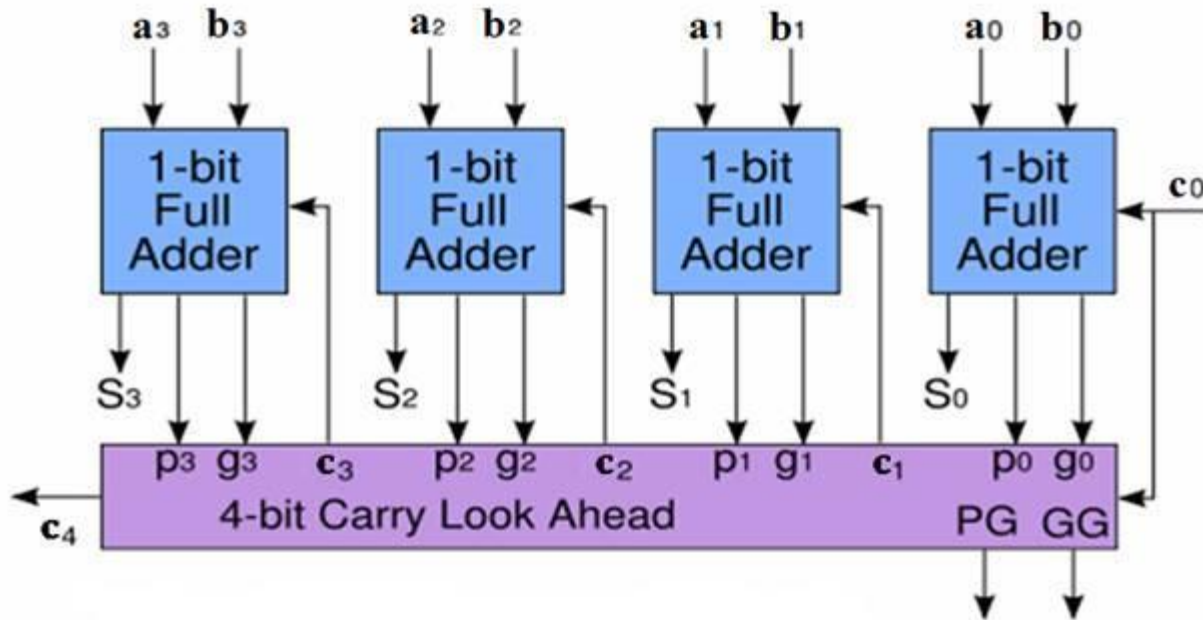 a3 b3 a2 b2 a1 b1 a0 b0
1-bit Full Adder
1-bit Full Adder
1-bit Full Adder
1-bit Full Adder
c0
S3 S2 S1 S0
p3 g3 c3 p2 g2 c2 p1 g1 c1 p0 g0
4-bit Carry Look Ahead PG GG
c4